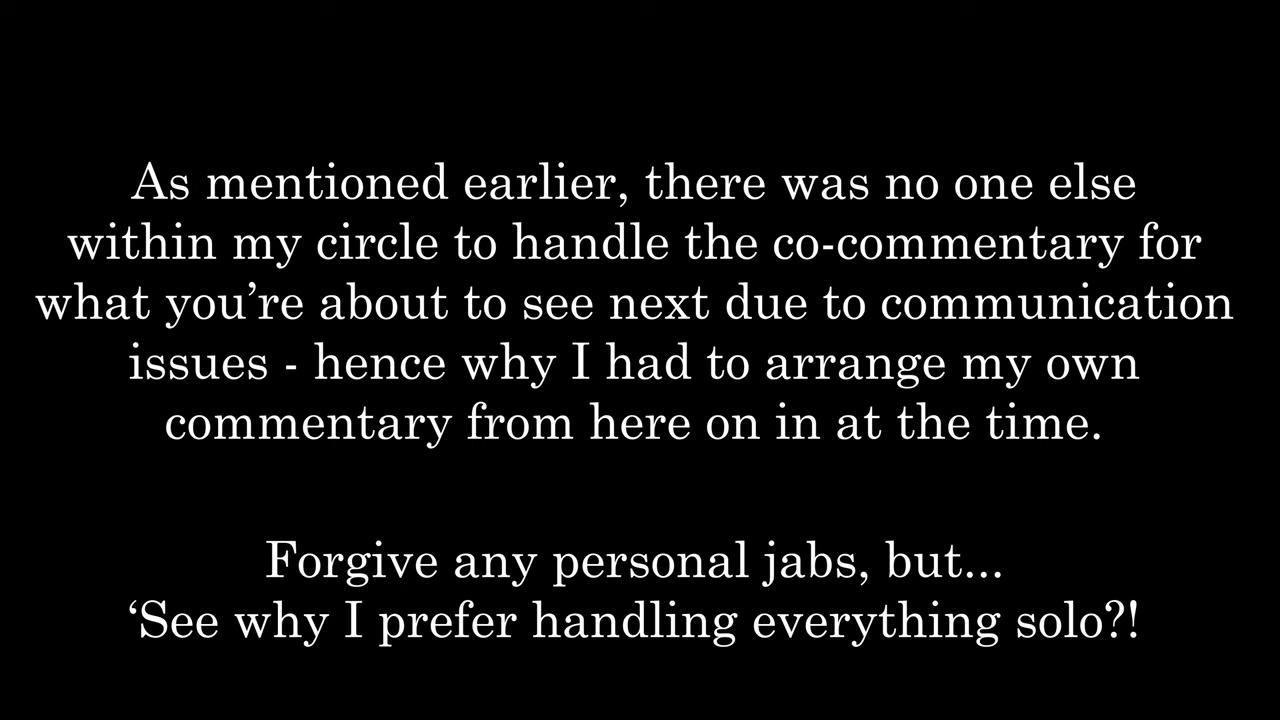 As mentioned earlier, there was no one else
within my circle to handle the co-commentary for
what you’re about to see next due to communication
issues - hence why I had to arrange my own
commentary from here on in at the time.
Forgive any personal jabs, but...
‘See why I prefer handling everything solo?!